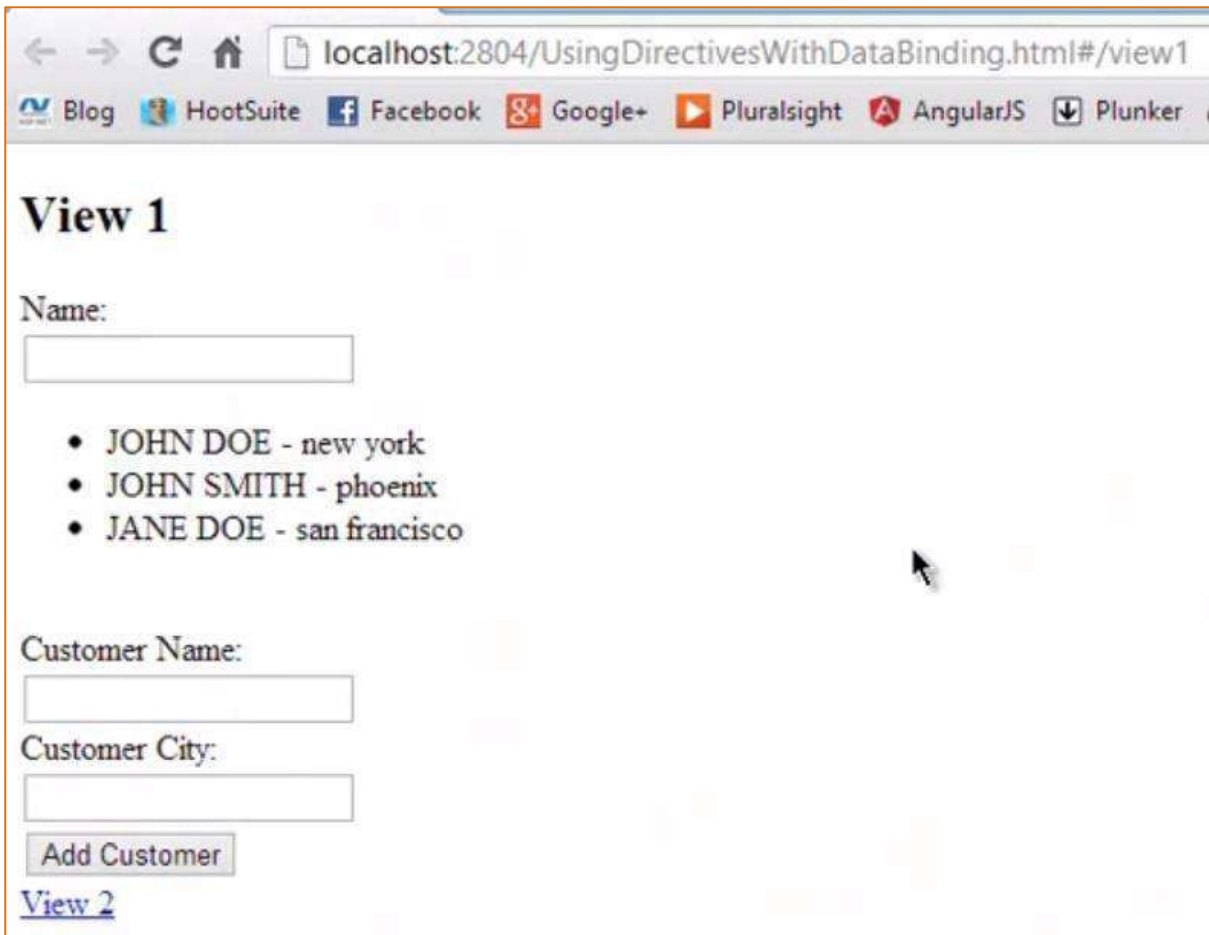 localhost:2804/UsingDirectivesWithDataBinding.html#/view1
Blog HootSuite Facebook Google+ Pluralsight AngularJS Plunker
View 1
Name:
• JOHN DOE - new york
• JOHN SMITH - phoenix
• JANE DOE - san francisco
Customer Name:
Customer City:
Add Customer
View 2